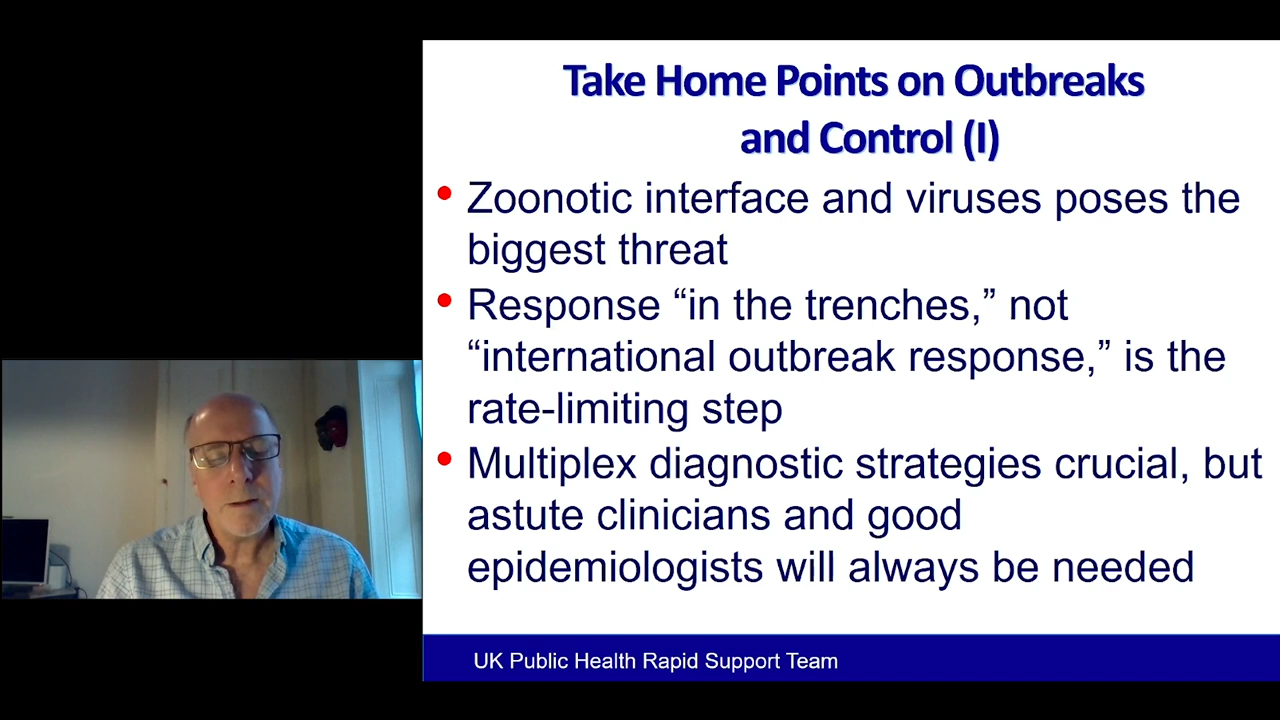 Take Home Points on Outbreaks
and Control (I)
• Zoonotic interface and viruses poses the
biggest threat
• Response “in the trenches,” not
“international outbreak response,” is the
rate-limiting step
• Multiplex diagnostic strategies crucial, but
astute clinicians and good
epidemiologists will always be needed
UK Public Health Rapid Support Team